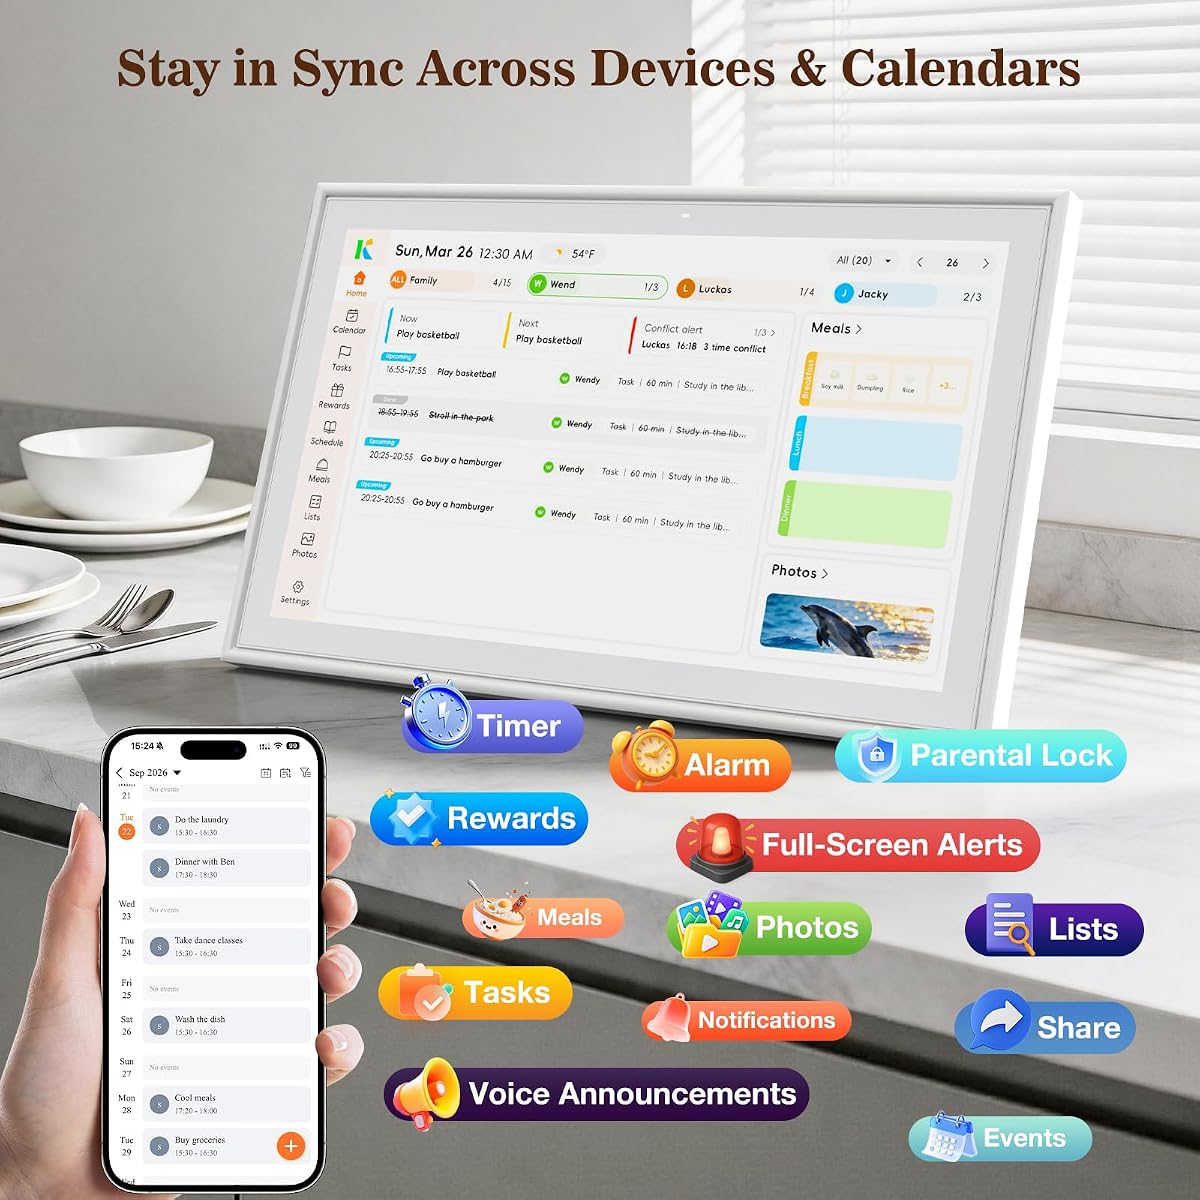 Stay in Sync Across Devices & Calendars
Sun, Mar 26 12:30 AM 54°F
All (20) < 26 >
Home
Calendar
Tasks
Rewards
Schedule
Meals
Lists
Photos
Settings
ALL Family 4/15
W Wend 1/3
L Luckas 1/4
J Jacky 2/3
Now
Play basketball
Next
Play basketball
Conflict alert 1/3 >
Luckas 16:18 3 time conflict
Upcoming
16:55-17:55 Play basketball W Wendy Task | 60 min | Study in the lib...
Done
18:55-19:55 Stroll in the park W Wendy Task | 60 min | Study in the lib...
Upcoming
20:25-20:55 Go buy a hamburger W Wendy Task | 60 min | Study in the lib...
Upcoming
20:25-20:55 Go buy a hamburger W Wendy Task | 60 min | Study in the lib...
Meals >
Breakfast
Soy milk
Dumpling
Rice
+3...
Lunch
Dinner
Photos >
15:24
99
< Sep 2026
21 No events
Tue
22
S Do the laundry
15:30 - 16:30
S Dinner with Ben
17:30 - 18:30
Wed
23 No events
Thu
24
S Take dance classes
15:30 - 16:30
Fri
25 No events
Sat
26
S Wash the dish
15:30 - 16:30
Sun
27 No events
Mon
28
S Cool meals
17:20 - 18:00
Tue
29
S Buy groceries
15:30 - 16:30
+
Timer
Alarm
Parental Lock
Rewards
Full-Screen Alerts
Meals
Photos
Lists
Tasks
Notifications
Share
Voice Announcements
Events